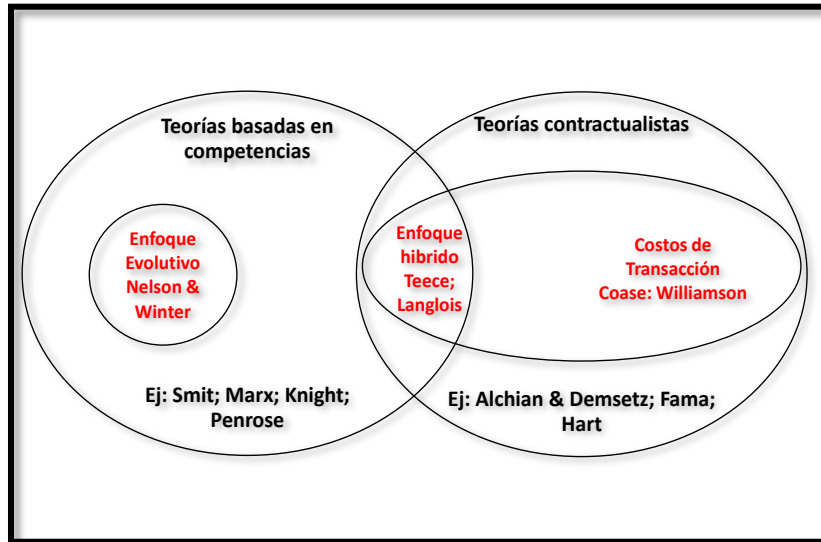 Teorías basadas en
competencias
Teorías contractualistas
Enfoque
Evolutivo
Nelson &
Winter
Enfoque
hibrido
Teece;
Langlois
Costos de
Transacción
Coase: Williamson
Ej: Smit; Marx; Knight;
Penrose
Ej: Alchian & Demsetz; Fama;
Hart